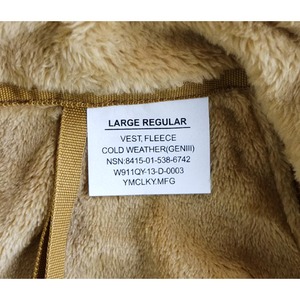 LARGE REGULAR
VEST, FLEECE
COLD WEATHER(GENIII)
NSN:8415-01-538-6742
W911QY-13-D-0003
YMCLKY.MFG